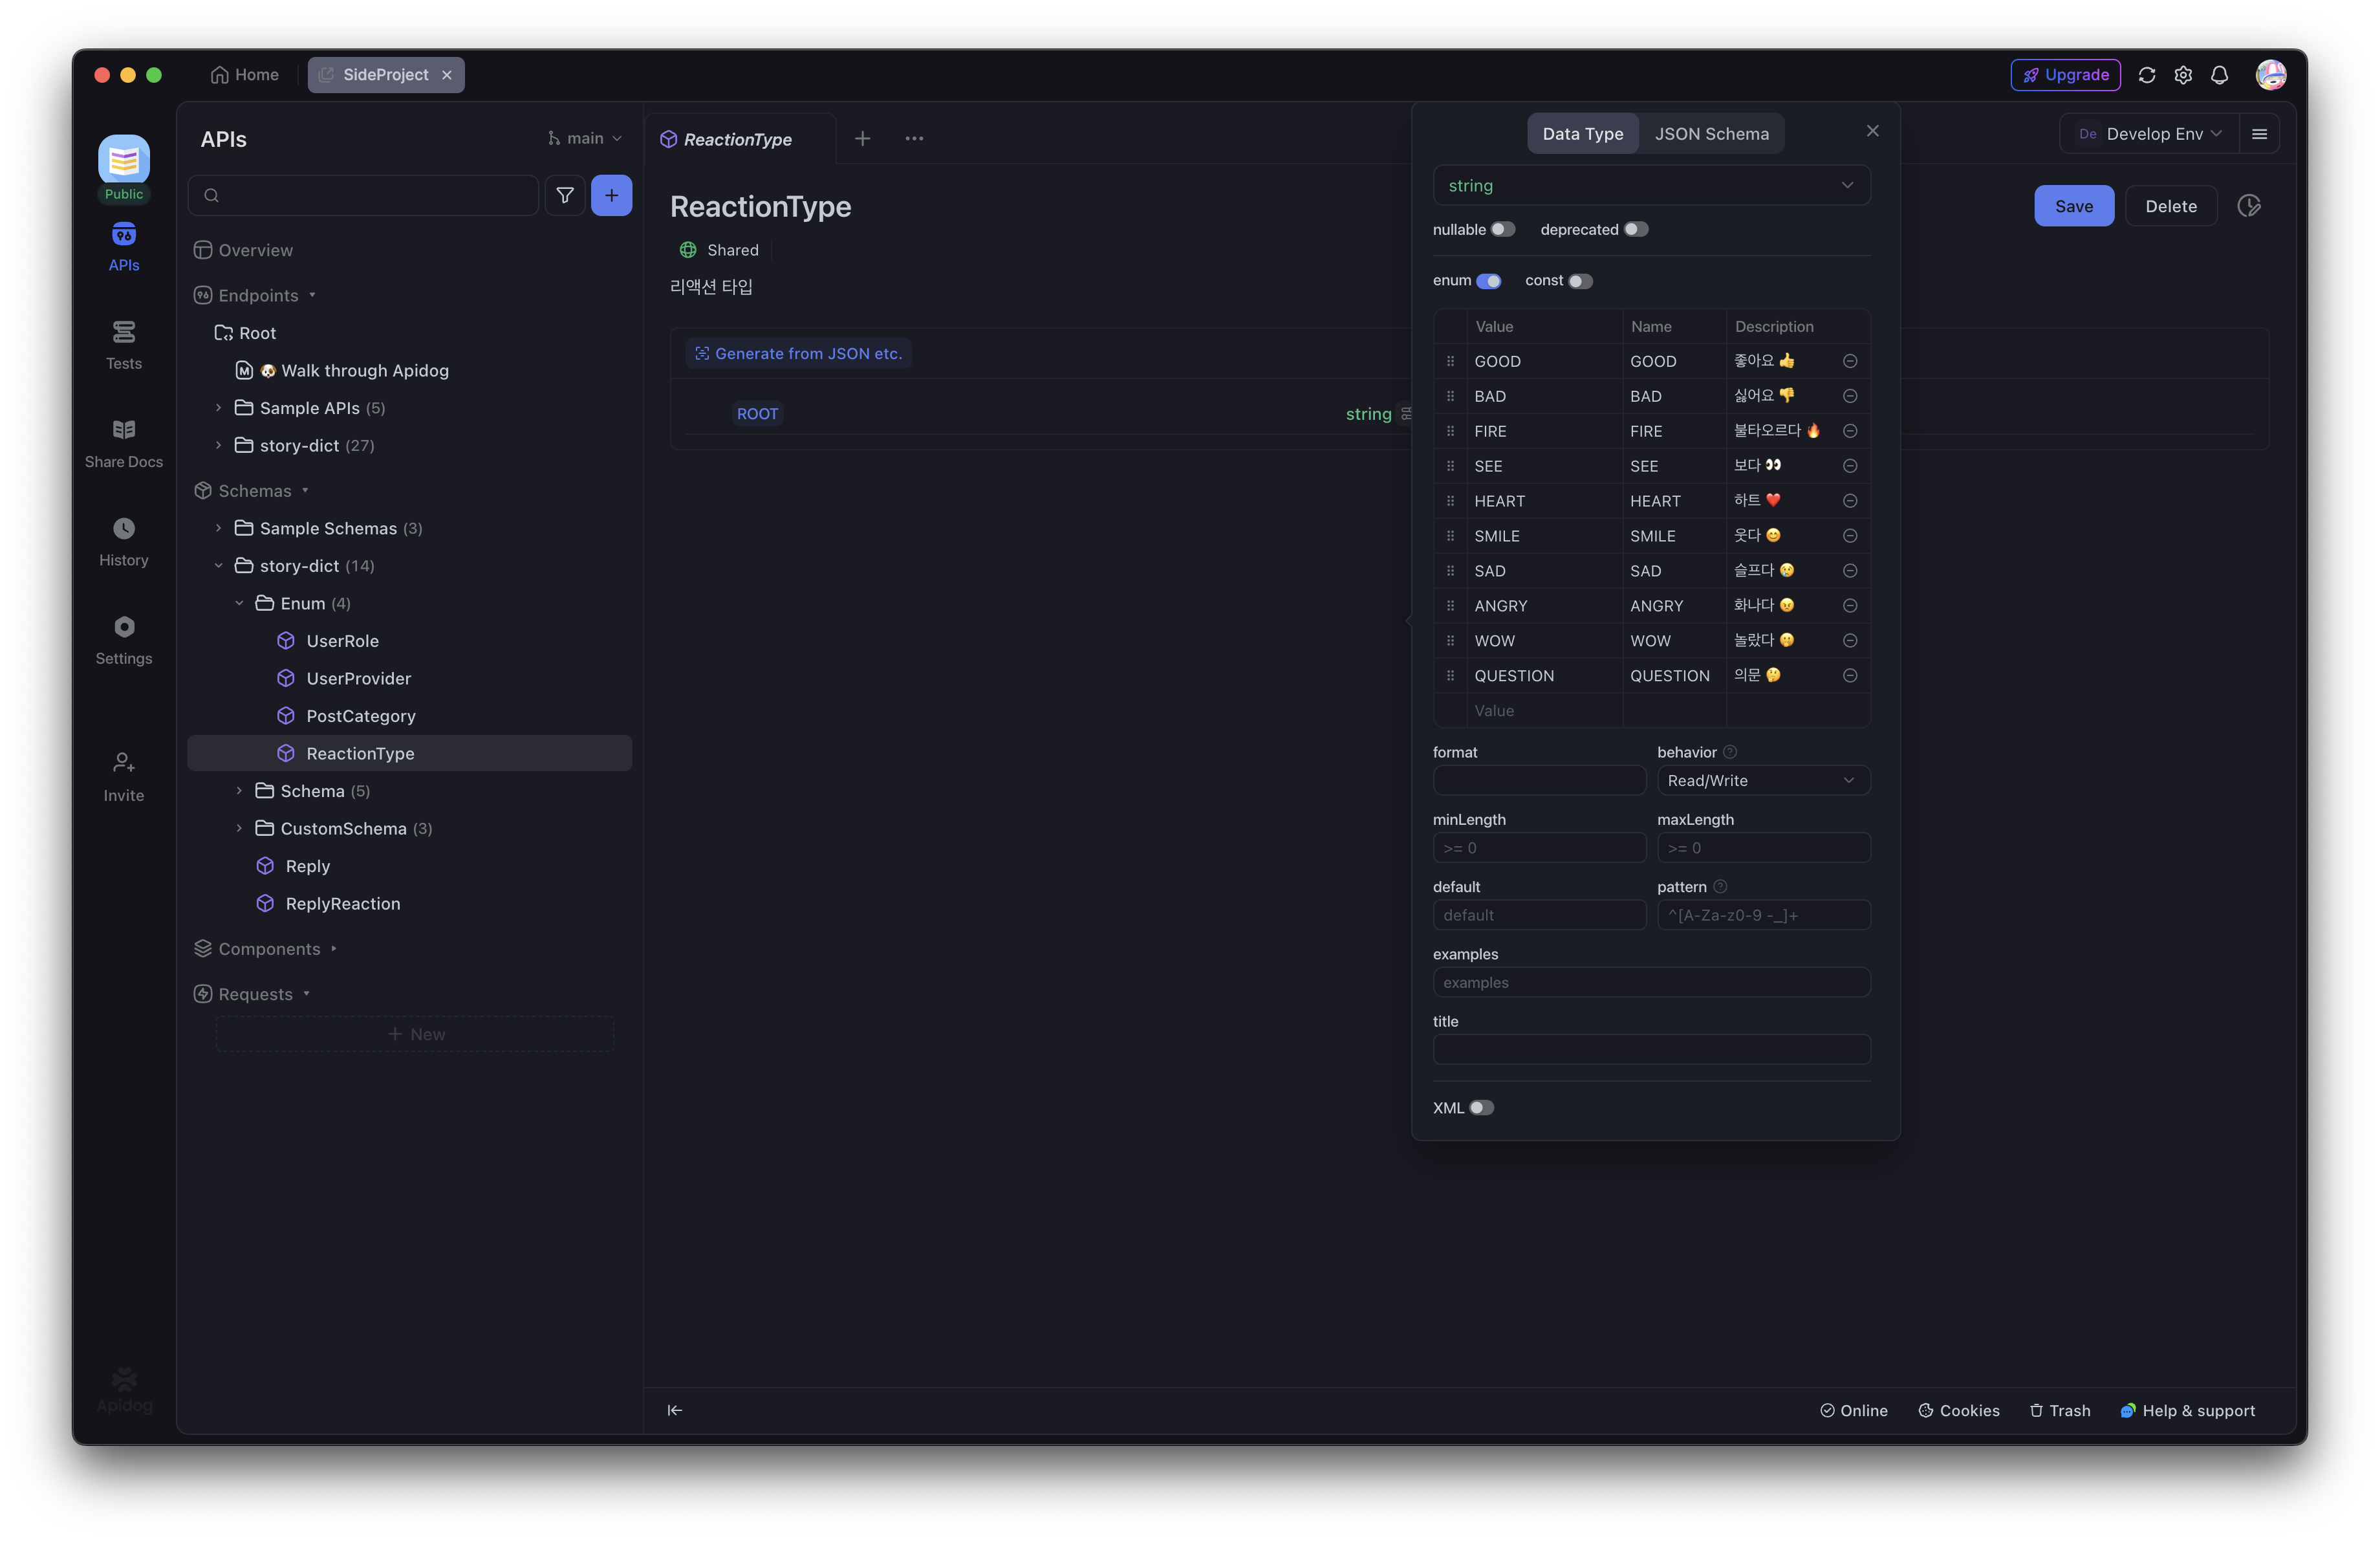 Home
SideProject
Upgrade
Public
APIs
Tests
Share Docs
History
Settings
Invite
Apidog
APIs
main
Overview
Endpoints
Root
🐶 Walk through Apidog
Sample APIs (5)
story-dict (27)
Schemas
Sample Schemas (3)
story-dict (14)
Enum (4)
UserRole
UserProvider
PostCategory
ReactionType
Schema (5)
CustomSchema (3)
Reply
ReplyReaction
Components
Requests
New
ReactionType
De Develop Env
ReactionType
Save
Delete
Shared
리액션 타입
Generate from JSON etc.
ROOT
string
Data Type JSON Schema
string
nullable deprecated
enum const
Value Name Description
GOOD GOOD 좋아요 👍
BAD BAD 싫어요 👎
FIRE FIRE 불타오르다 🔥
SEE SEE 보다 👀
HEART HEART 하트 ❤️
SMILE SMILE 웃다 😊
SAD SAD 슬프다 😢
ANGRY ANGRY 화나다 😠
WOW WOW 놀랐다 🫢
QUESTION QUESTION 의문 🤔
Value
format behavior
Read/Write
minLength maxLength
>= 0 >= 0
default pattern
default ^[A-Za-z0-9 -_]+
examples
examples
title
XML
Online
Cookies
Trash
Help & support